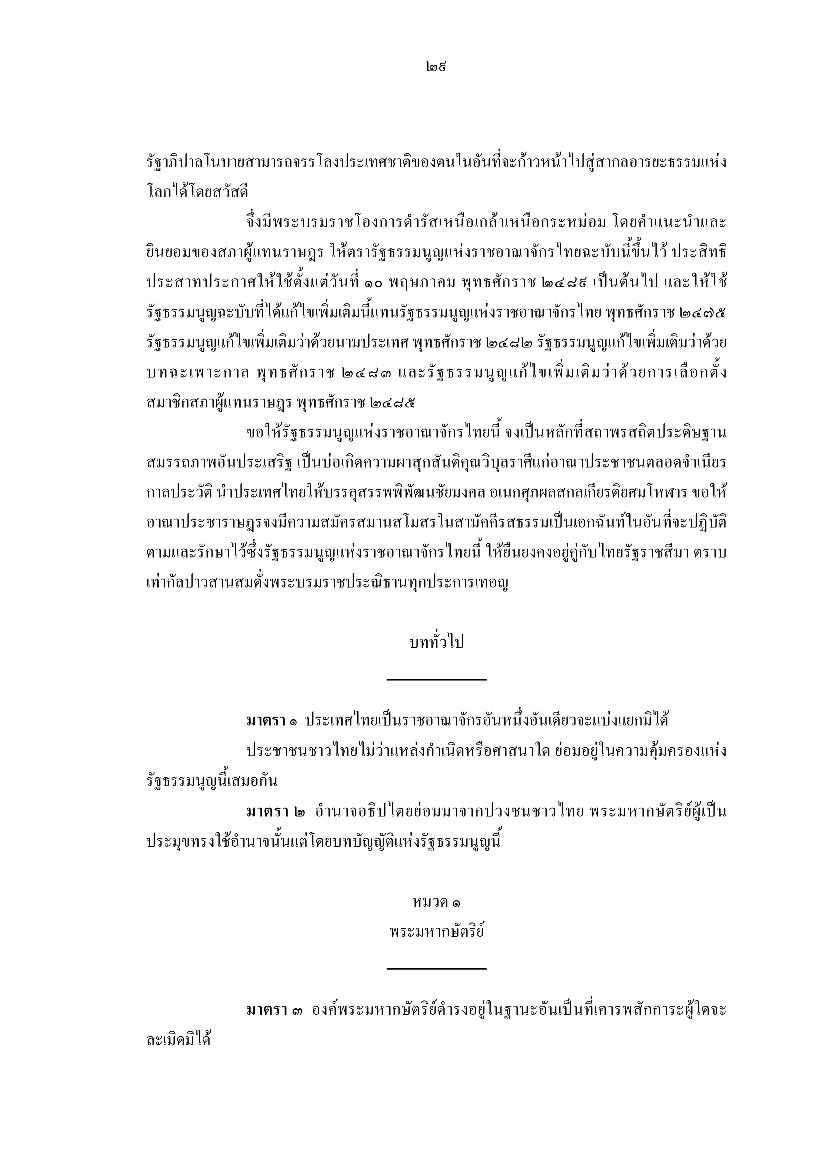 ๒๙
รัฐาภิปาลโนบายสามารถจรรโลงประเทศชาติของตนในอันที่จะก้าวหน้าไปสู่สากลอารยะธรรมแห่ง
โลกได้โดยสวัสดี
จึ่งมีพระบรมราชโองการดำรัสเหนือเกล้าเหนือกระหม่อม โดยคำแนะนำและ
ยินยอมของสภาผู้แทนราษฎร ให้ตรารัฐธรรมนูญแห่งราชอาณาจักรไทยฉะบับนี้ขึ้นไว้ ประสิทธิ
ประสาทประกาศให้ใช้ตั้งแต่วันที่ ๑๐ พฤษภาคม พุทธศักราช ๒๔๘๙ เป็นต้นไป และให้ใช้
รัฐธรรมนูญฉะบับที่ได้แก้ไขเพิ่มเติมนี้แทนรัฐธรรมนูญแห่งราชอาณาจักรไทย พุทธศักราช ๒๔๗๕
รัฐธรรมนูญแก้ไขเพิ่มเติมว่าด้วยนามประเทศ พุทธศักราช ๒๔๘๒ รัฐธรรมนูญแก้ไขเพิ่มเติมว่าด้วย
บทฉะเพาะกาล พุทธศักราช ๒๔๘๓ และรัฐธรรมนูญแก้ไขเพิ่มเติมว่าด้วยการเลือกตั้ง
สมาชิกสภาผู้แทนราษฎร พุทธศักราช ๒๔๘๕
ขอให้รัฐธรรมนูญแห่งราชอาณาจักรไทยนี้ จงเป็นหลักที่สถาพรสถิตประดิษฐาน
สมรรถภาพอันประเสริฐ เป็นบ่อเกิดความผาสุกสันติคุณวิบุลราศีแก่อาณาประชาชนตลอดจำเนียร
กาลประวัติ นำประเทศไทยให้บรรลุสรรพพิพัฒนชัยมงคล อเนกศุภผลสกลเกียรติยศมโหฬาร ขอให้
อาณาประชาราษฎรจงมีความสมัครสมานสโมสรในสามัคคีรสธรรมเป็นเอกฉันท์ในอันที่จะปฏิบัติ
ตามและรักษาไว้ซึ่งรัฐธรรมนูญแห่งราชอาณาจักรไทยนี้ ให้ยืนยงคงอยู่คู่กับไทยรัฐราชสีมา ตราบ
เท่ากัลปาวสานสมดั่งพระบรมราชประณิธานทุกประการเทอญ
บททั่วไป
มาตรา ๑ ประเทศไทยเป็นราชอาณาจักรอันหนึ่งอันเดียวจะแบ่งแยกมิได้
ประชาชนชาวไทยไม่ว่าแหล่งกำเนิดหรือศาสนาใด ย่อมอยู่ในความคุ้มครองแห่ง
รัฐธรรมนูญนี้เสมอกัน
มาตรา ๒ อำนาจอธิปไตยย่อมมาจากปวงชนชาวไทย พระมหากษัตริย์ผู้เป็น
ประมุขทรงใช้อำนาจนั้นแต่โดยบทบัญญัติแห่งรัฐธรรมนูญนี้
หมวด ๑
พระมหากษัตริย์
มาตรา ๓ องค์พระมหากษัตริย์ดำรงอยู่ในฐานะอันเป็นที่เคารพสักการะผู้ใดจะ
ละเมิดมิได้